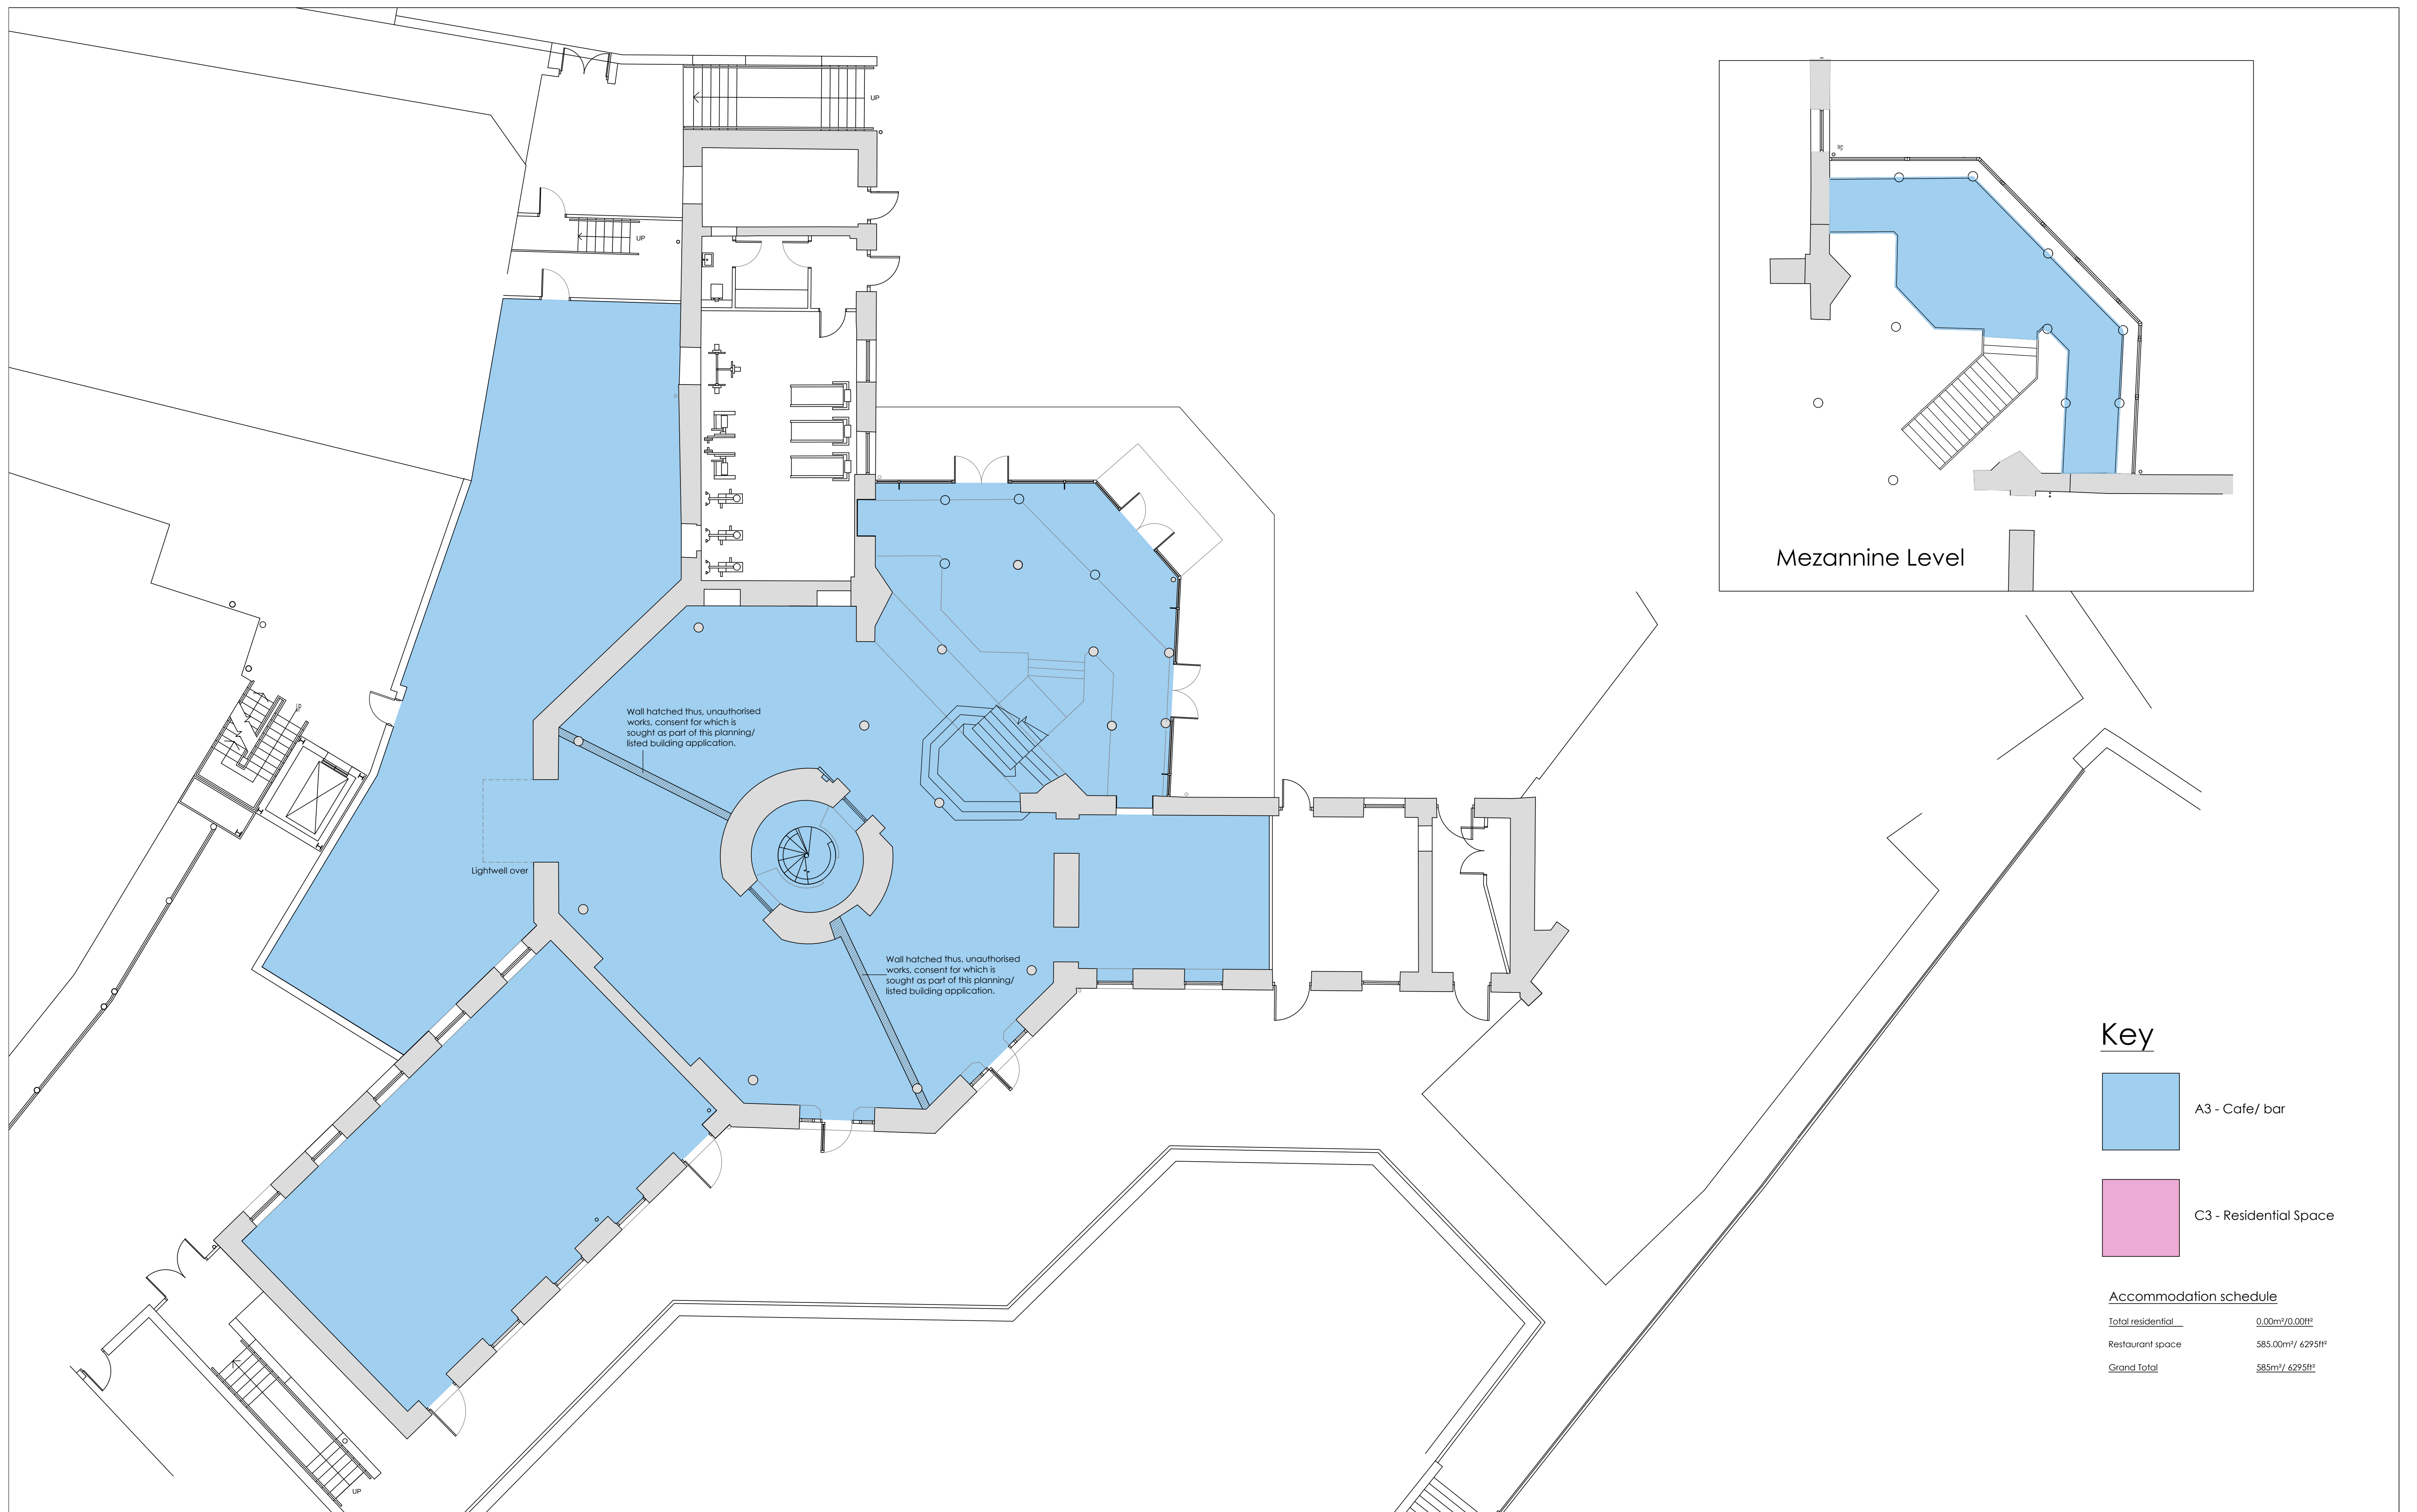 UP
UP
Mezannine Level
UP
Wall hatched thus, unauthorised
works, consent for which is
sought as part of this planning/
listed building application.
Lightwell over
Wall hatched thus, unauthorised
works, consent for which is
sought as part of this planning/
listed building application.
Key
A3 - Cafe/ bar
C3 - Residential Space
Accommodation schedule
Total residential 0.00m²/0.00ft²
Restaurant space 585.00m²/ 6295ft²
Grand Total 585m²/ 6295ft²
UP